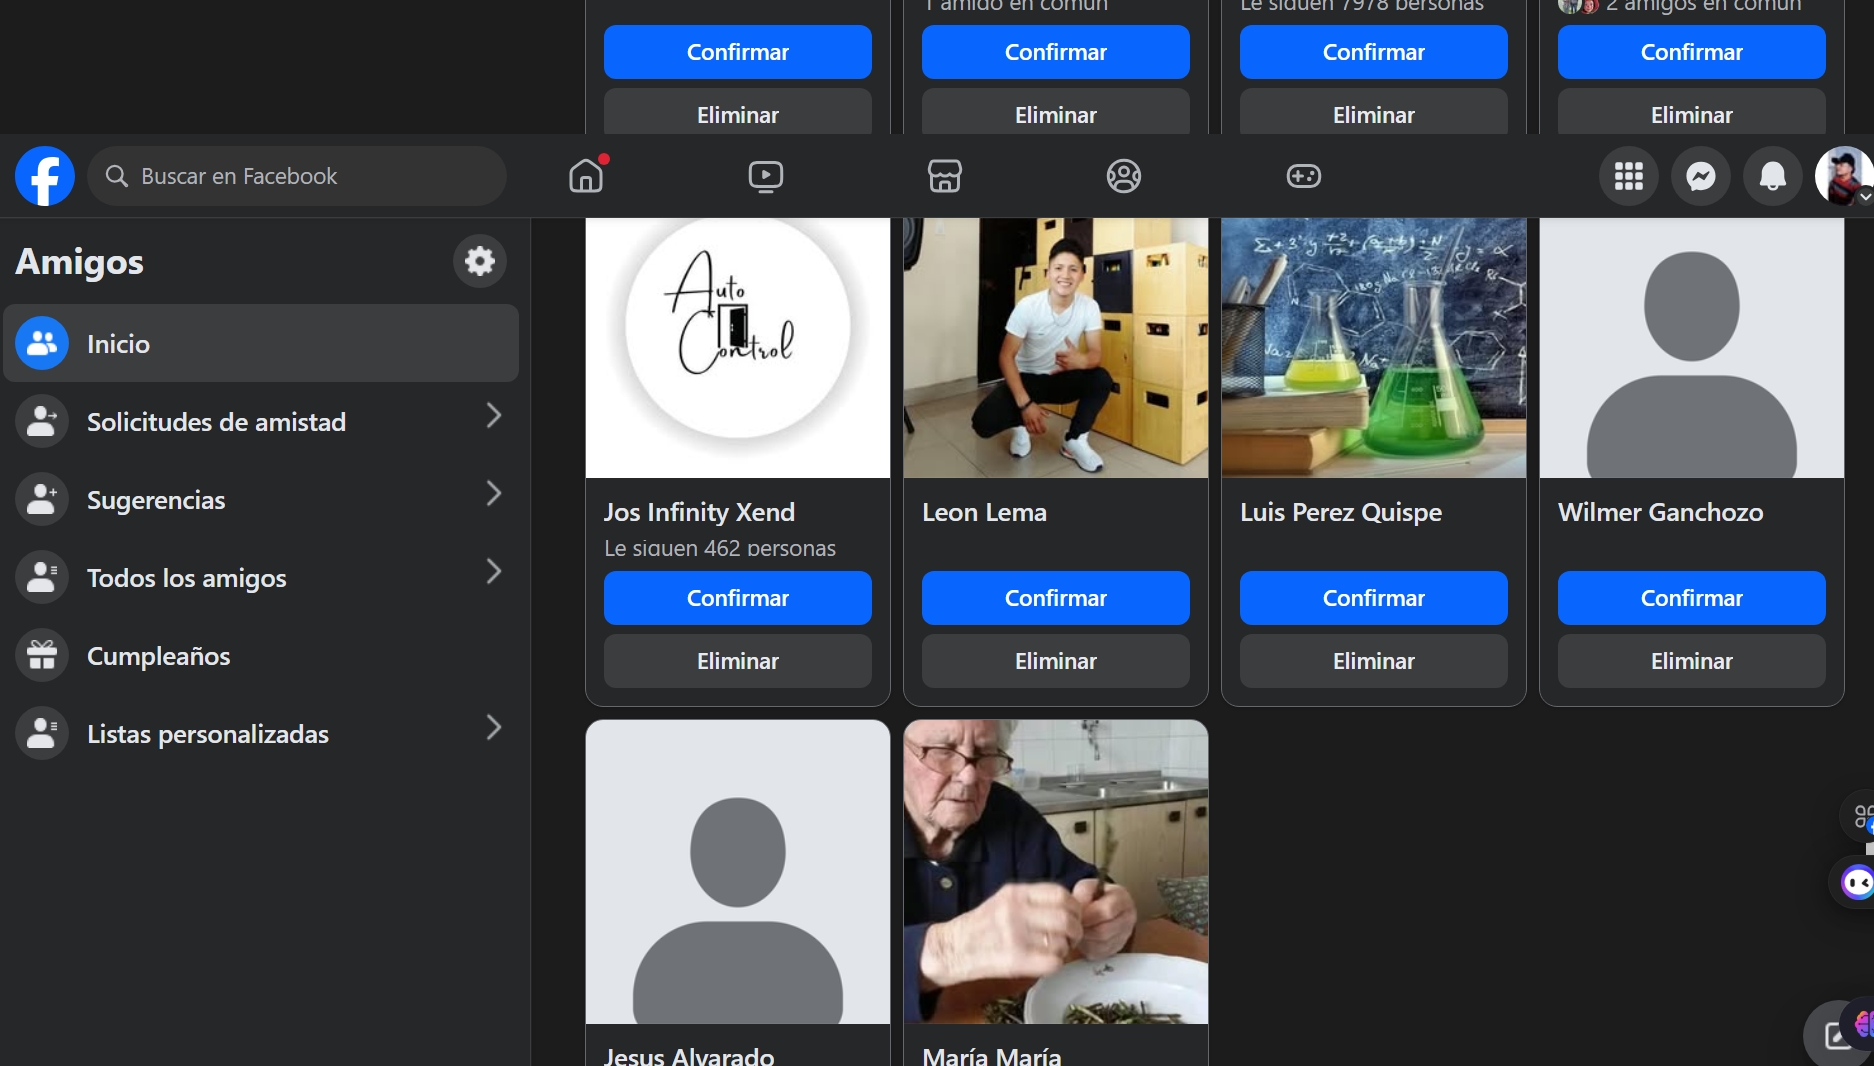 1 amigo en común
Le siguen 7978 personas
2 amigos en común
Confirmar
Confirmar
Confirmar
Confirmar
Eliminar
Eliminar
Eliminar
Eliminar
Buscar en Facebook
Amigos
Inicio
Solicitudes de amistad
Sugerencias
Todos los amigos
Cumpleaños
Listas personalizadas
Auto
Control
Jos Infinity Xend
Le siguen 462 personas
Confirmar
Eliminar
Leon Lema
Confirmar
Eliminar
Luis Perez Quispe
Confirmar
Eliminar
Wilmer Ganchozo
Confirmar
Eliminar
Jesus Alvarado
María María